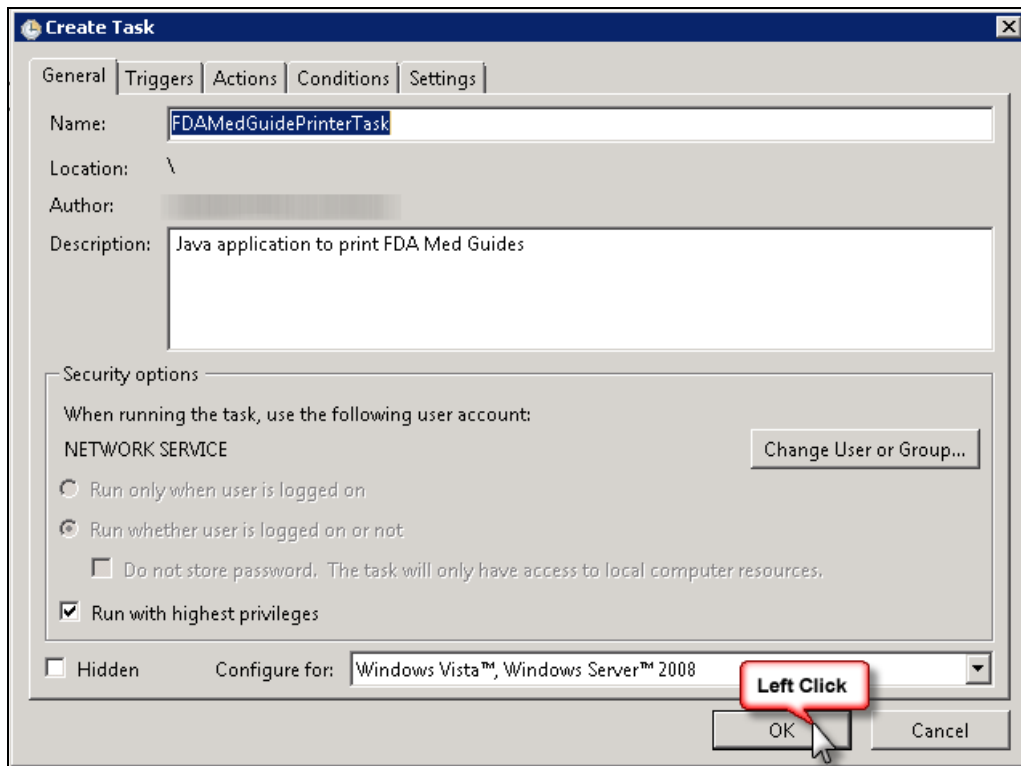 Create Task
General Triggers Actions Conditions Settings
Name: FDAMedGuidePrinterTask
Location: \
Author:
Description: Java application to print FDA Med Guides
Security options
When running the task, use the following user account:
NETWORK SERVICE Change User or Group...
Run only when user is logged on
Run whether user is logged on or not
Do not store password. The task will only have access to local computer resources.
Run with highest privileges
Hidden Configure for: Windows Vista™, Windows Server™ 2008
Left Click
OK Cancel